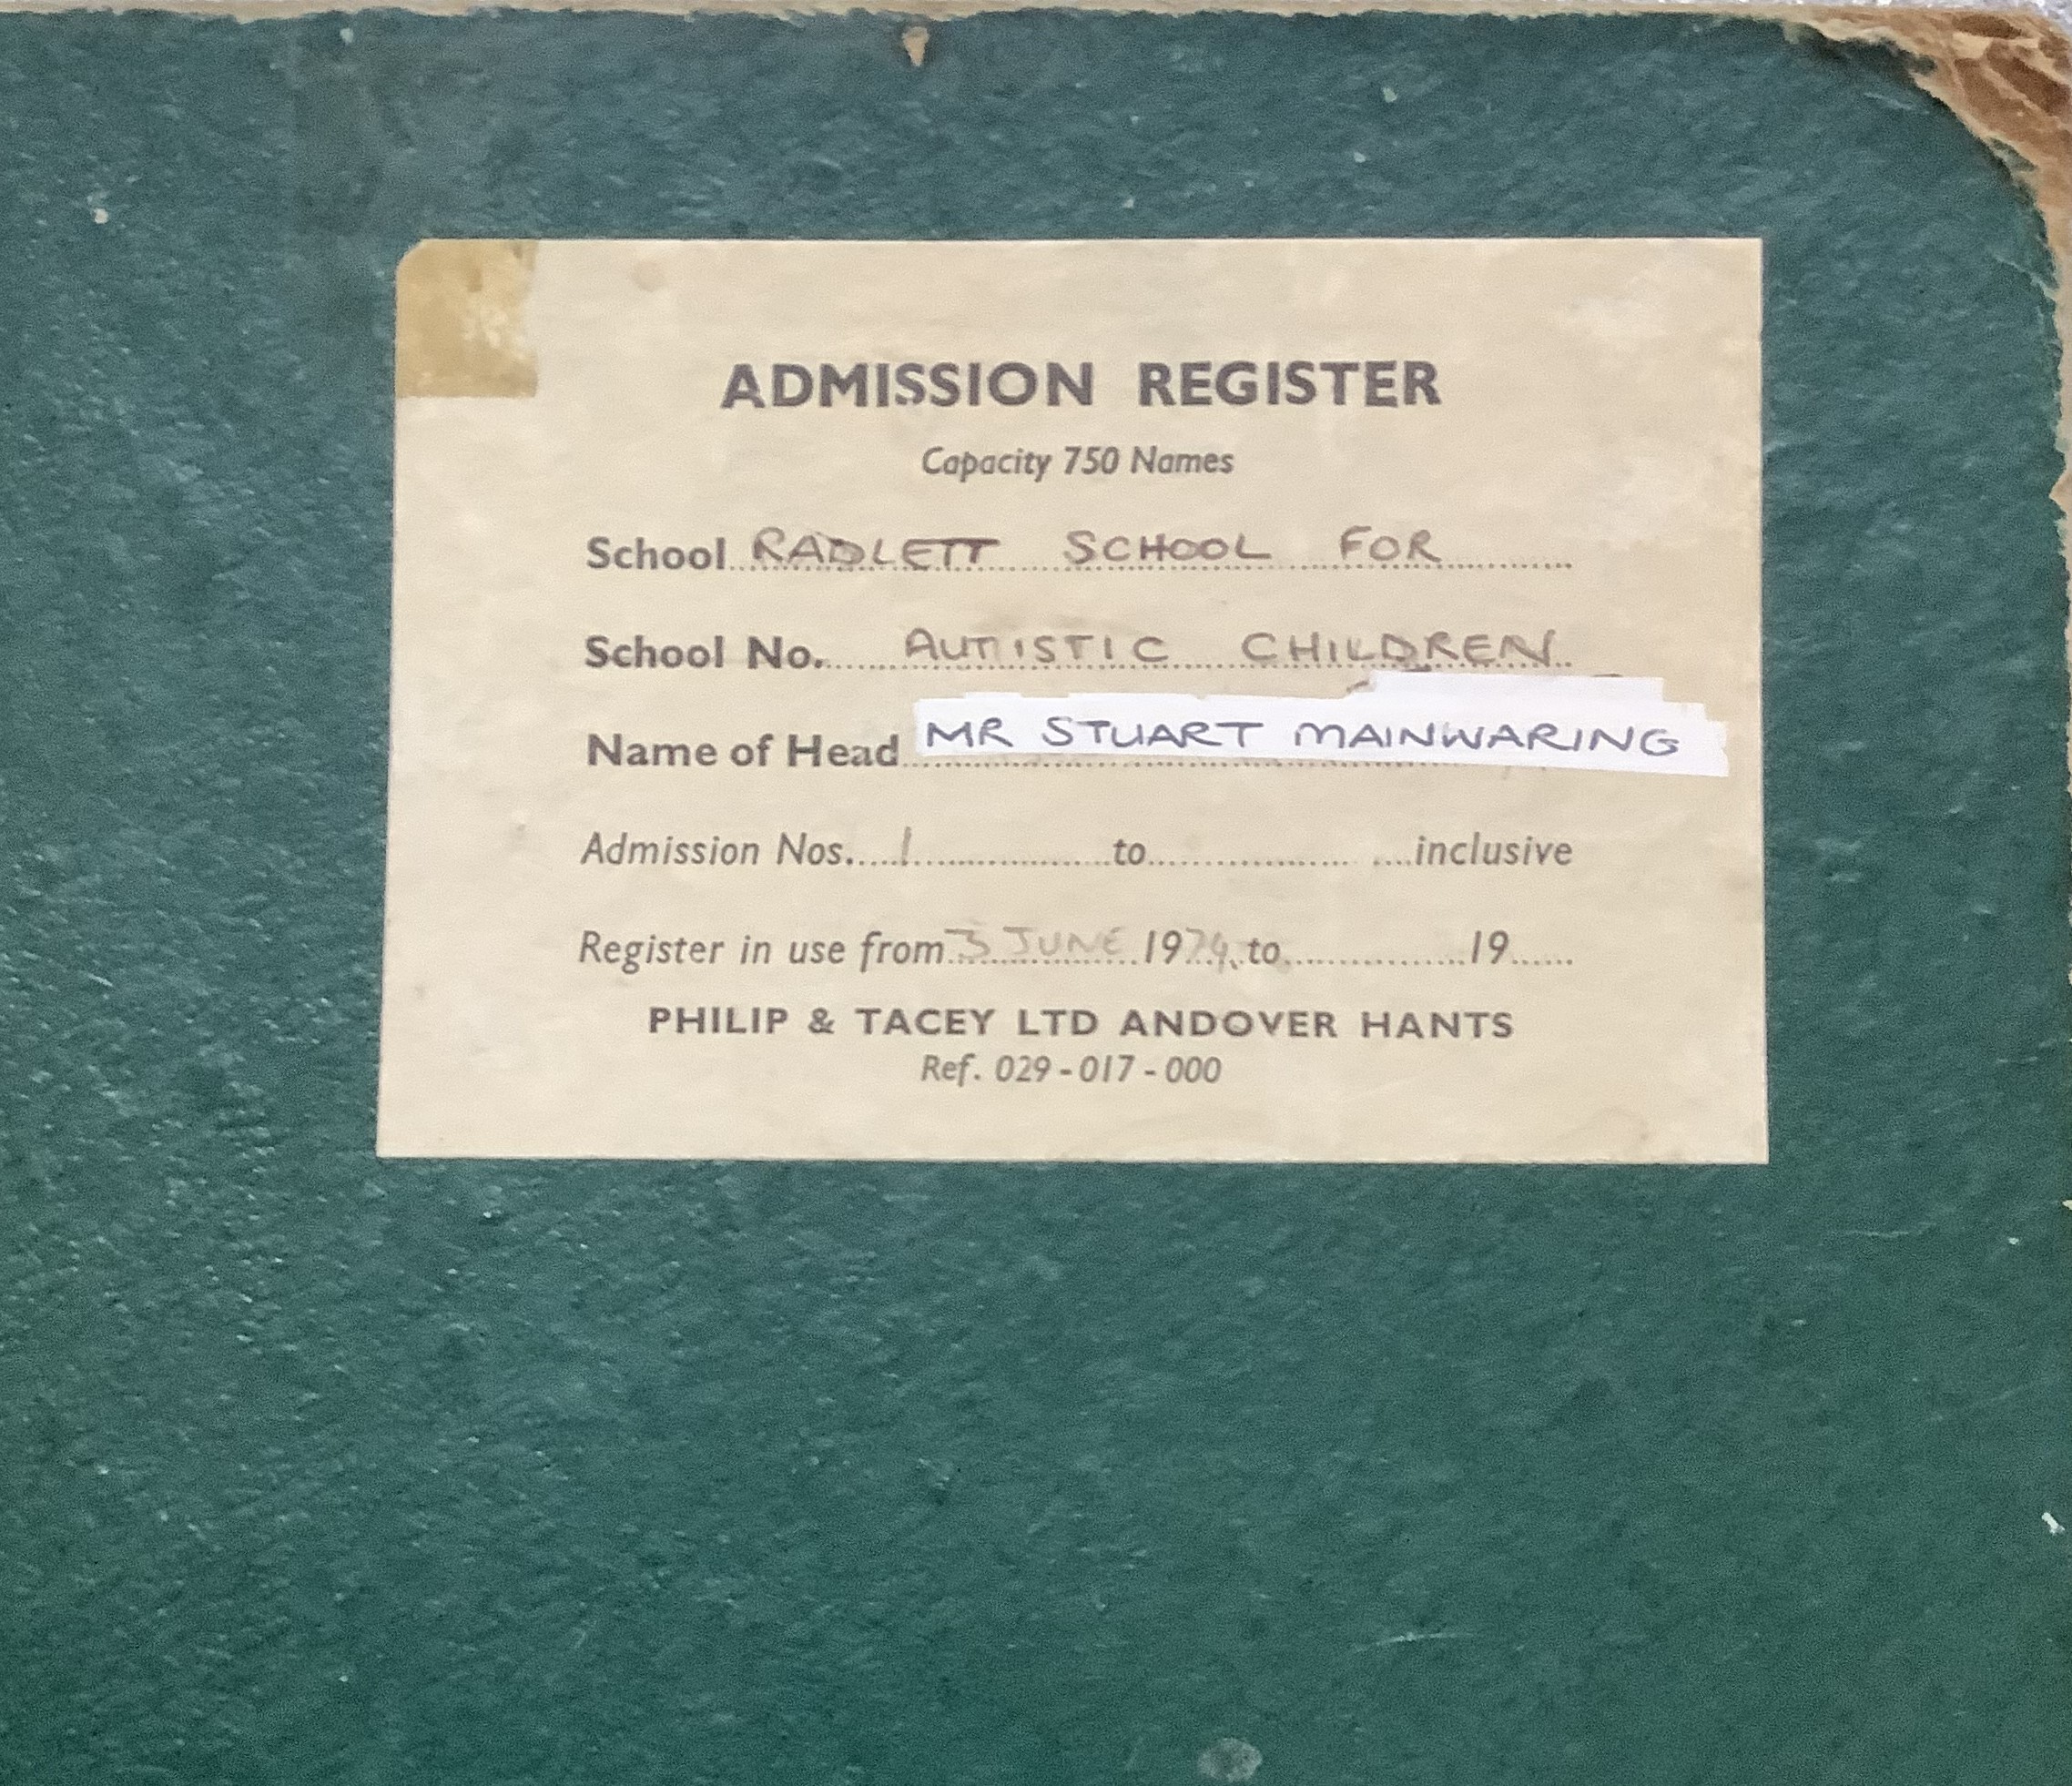 ADMISSION REGISTER
Capacity 750 Names
School RADLETT SCHOOL FOR
School No. AUTISTIC CHILDREN
Name of Head MR STUART MAINWARING
Admission Nos. 1 to inclusive
Register in use from 3 JUNE 1974 to 19
PHILIP & TACEY LTD ANDOVER HANTS
Ref. 029-017-000